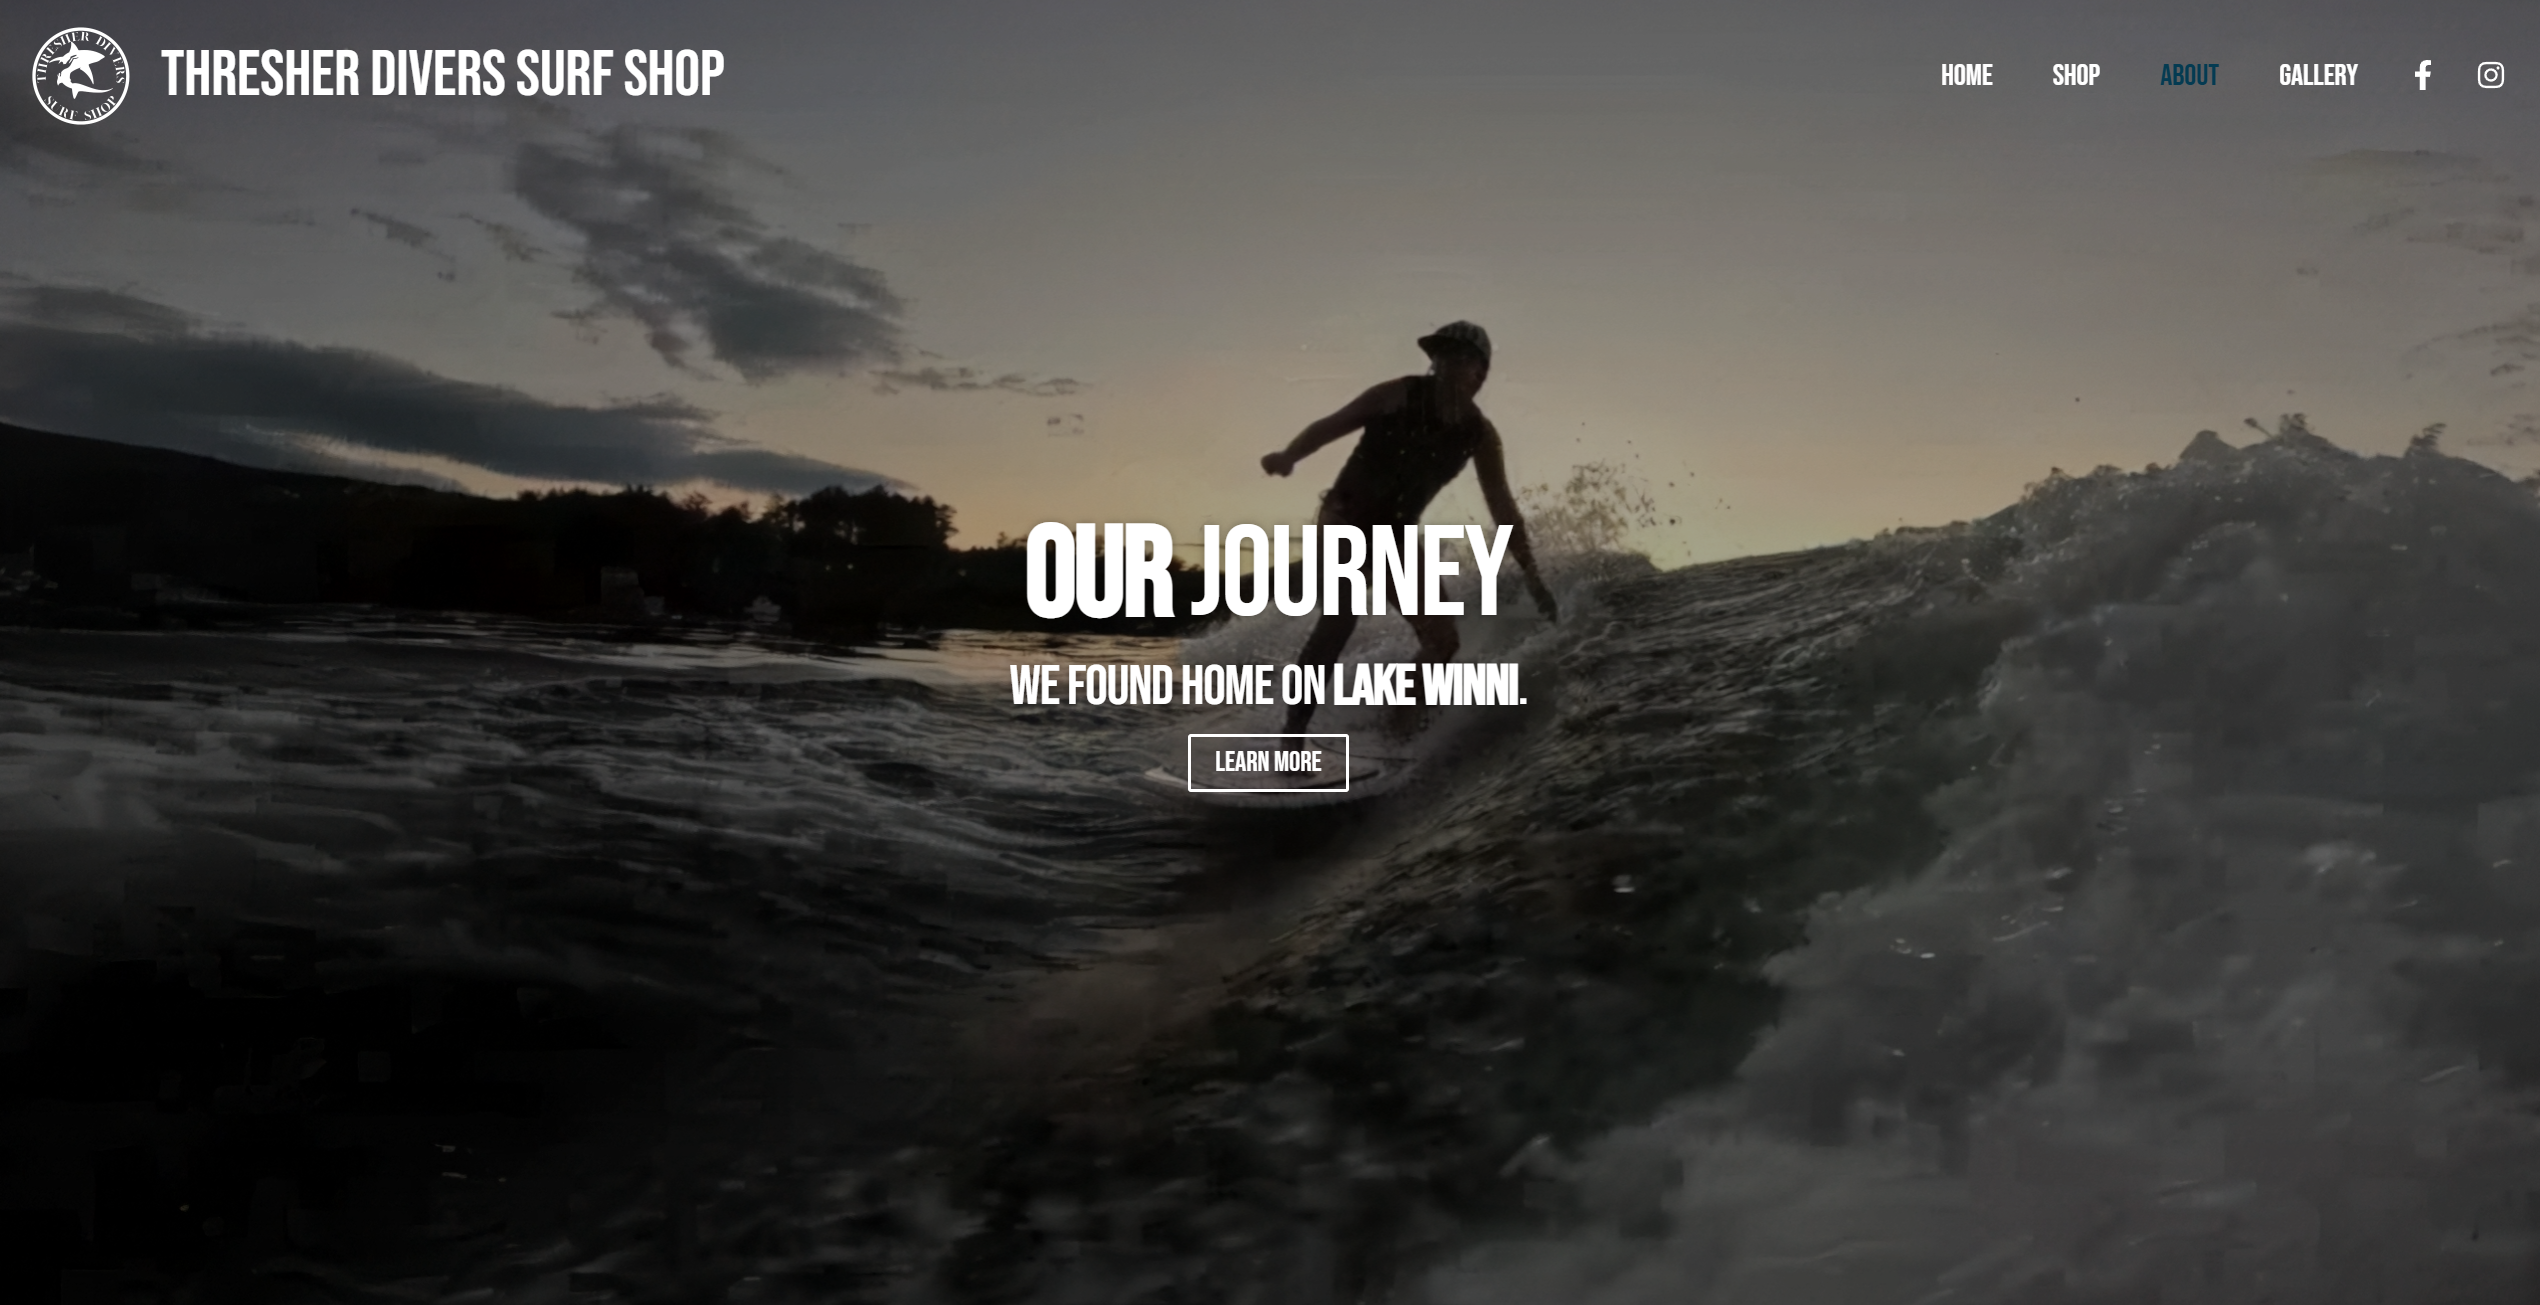 THRESHER DIVERS
SURF SHOP
THRESHER DIVERS SURF SHOP
HOME
SHOP
ABOUT
GALLERY
OUR JOURNEY
WE FOUND HOME ON LAKE WINNI.
LEARN MORE